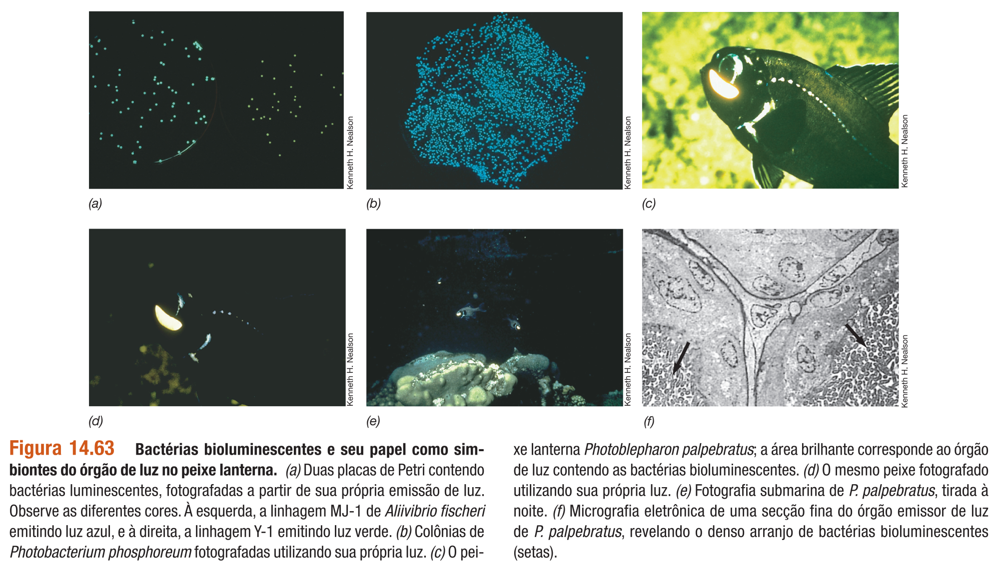 Kenneth H. Nealson
Kenneth H. Nealson
Kenneth H. Nealson
(a)
(b)
(c)
Kenneth H. Nealson
Kenneth H. Nealson
Kenneth H. Nealson
(d)
(e)
(f)
Figura 14.63 Bactérias bioluminescentes e seu papel como sim-
biontes do órgão de luz no peixe lanterna. (a) Duas placas de Petri contendo
bactérias luminescentes, fotografadas a partir de sua própria emissão de luz.
Observe as diferentes cores. À esquerda, a linhagem MJ-1 de Aliivibrio fischeri
emitindo luz azul, e à direita, a linhagem Y-1 emitindo luz verde. (b) Colônias de
Photobacterium phosphoreum fotografadas utilizando sua própria luz. (c) O pei-
xe lanterna Photoblepharon palpebratus; a área brilhante corresponde ao órgão
de luz contendo as bactérias bioluminescentes. (d) O mesmo peixe fotografado
utilizando sua própria luz. (e) Fotografia submarina de P. palpebratus, tirada à
noite. (f) Micrografia eletrônica de uma secção fina do órgão emissor de luz
de P. palpebratus, revelando o denso arranjo de bactérias bioluminescentes
(setas).